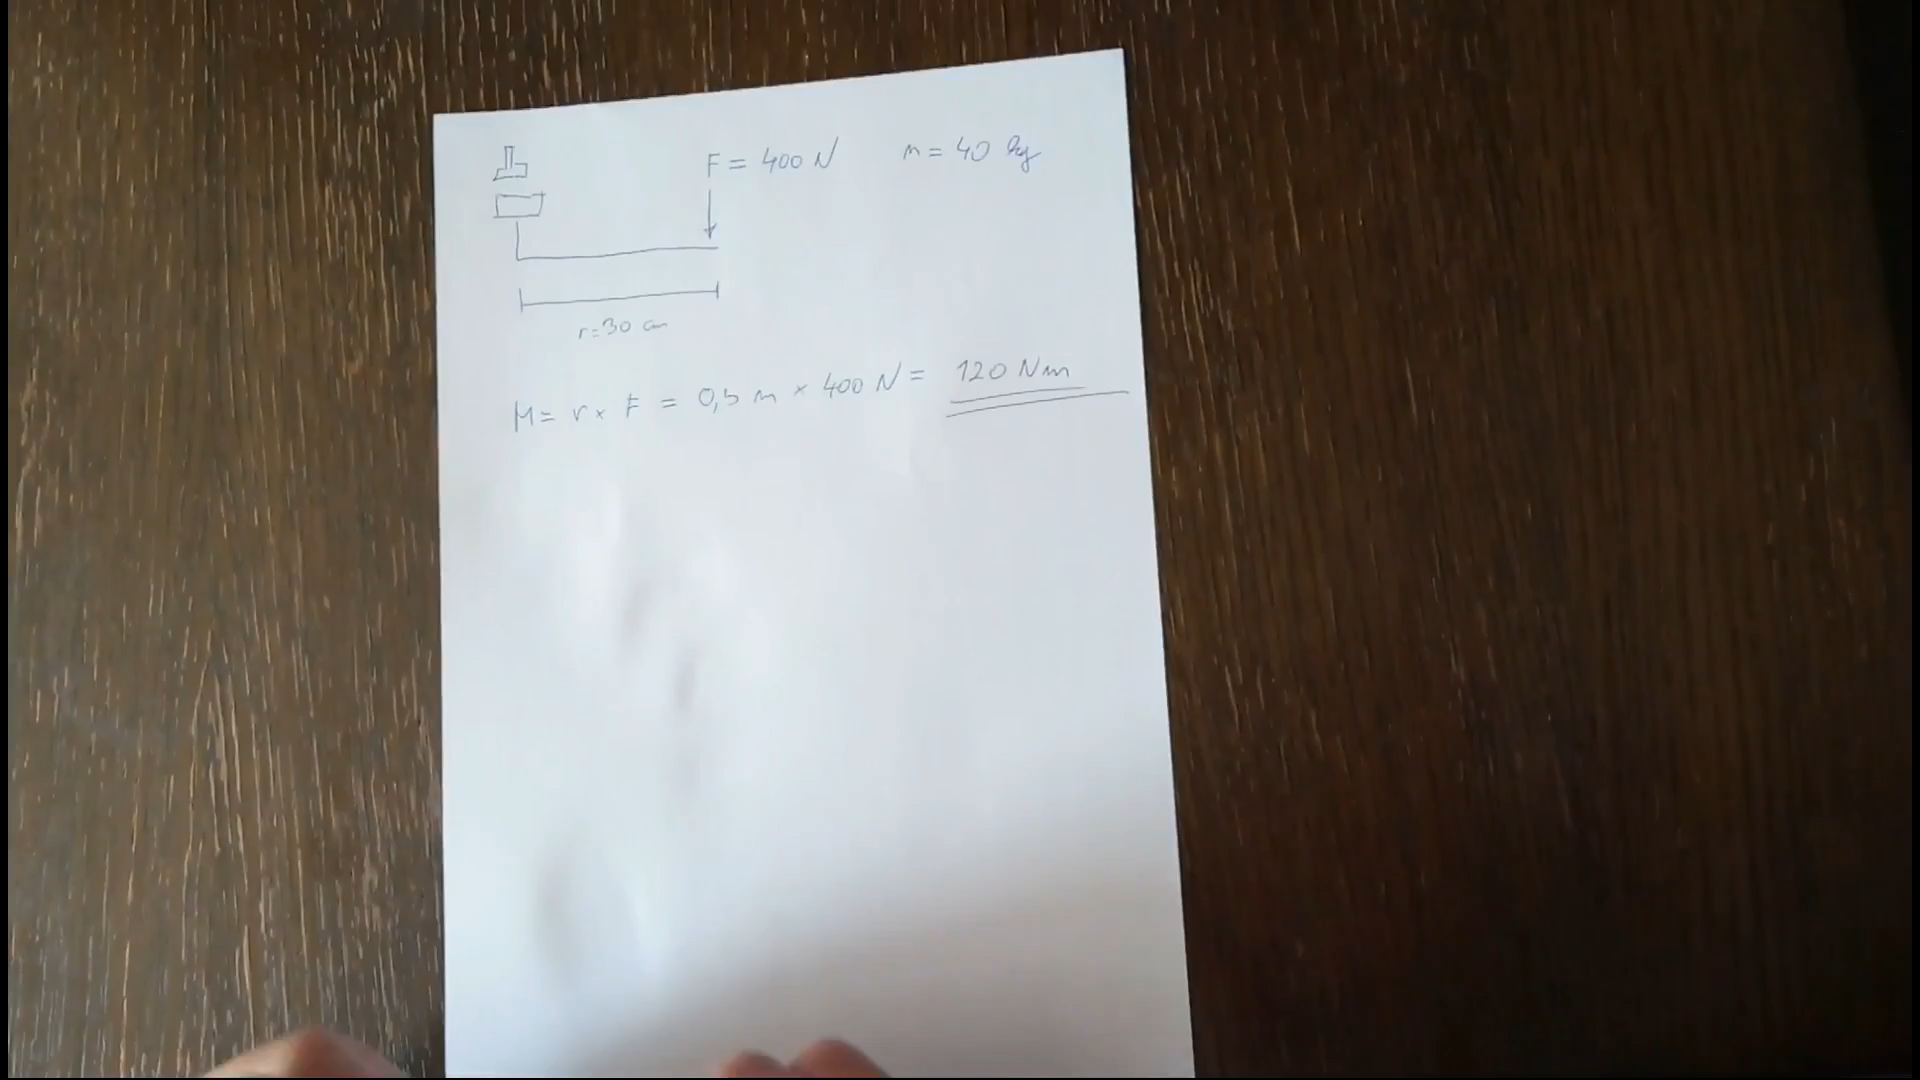 F = 400 N m = 40 kg
r = 30 cm
M = r × F = 0,3 m × 400 N = 120 Nm